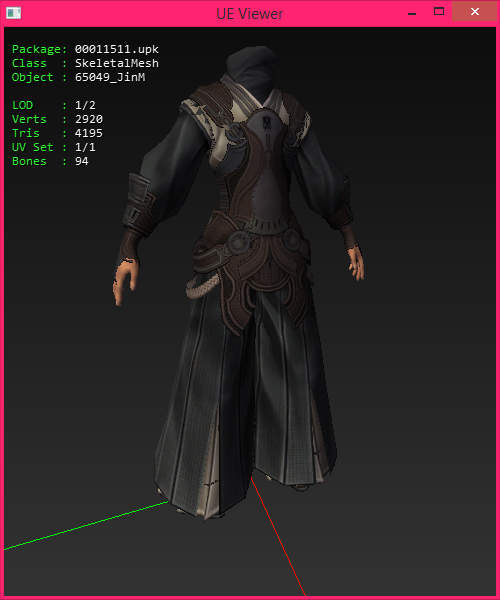 UE Viewer
Package: 00011511.upk
Class : SkeletalMesh
Object : 65049_JinM
LOD : 1/2
Verts : 2920
Tris : 4195
UV Set : 1/1
Bones : 94